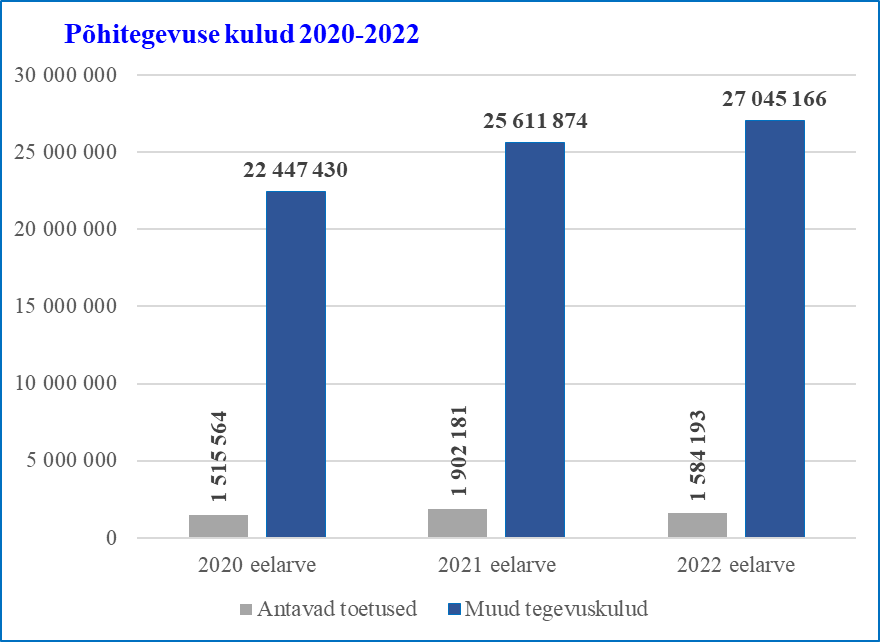 Põhitegevuse kulud 2020-2022
30 000 000
25 000 000
20 000 000
15 000 000
10 000 000
5 000 000
0
1 515 564
22 447 430
1 902 181
25 611 874
1 584 193
27 045 166
2020 eelarve
2021 eelarve
2022 eelarve
Antavad toetused
Muud tegevuskulud